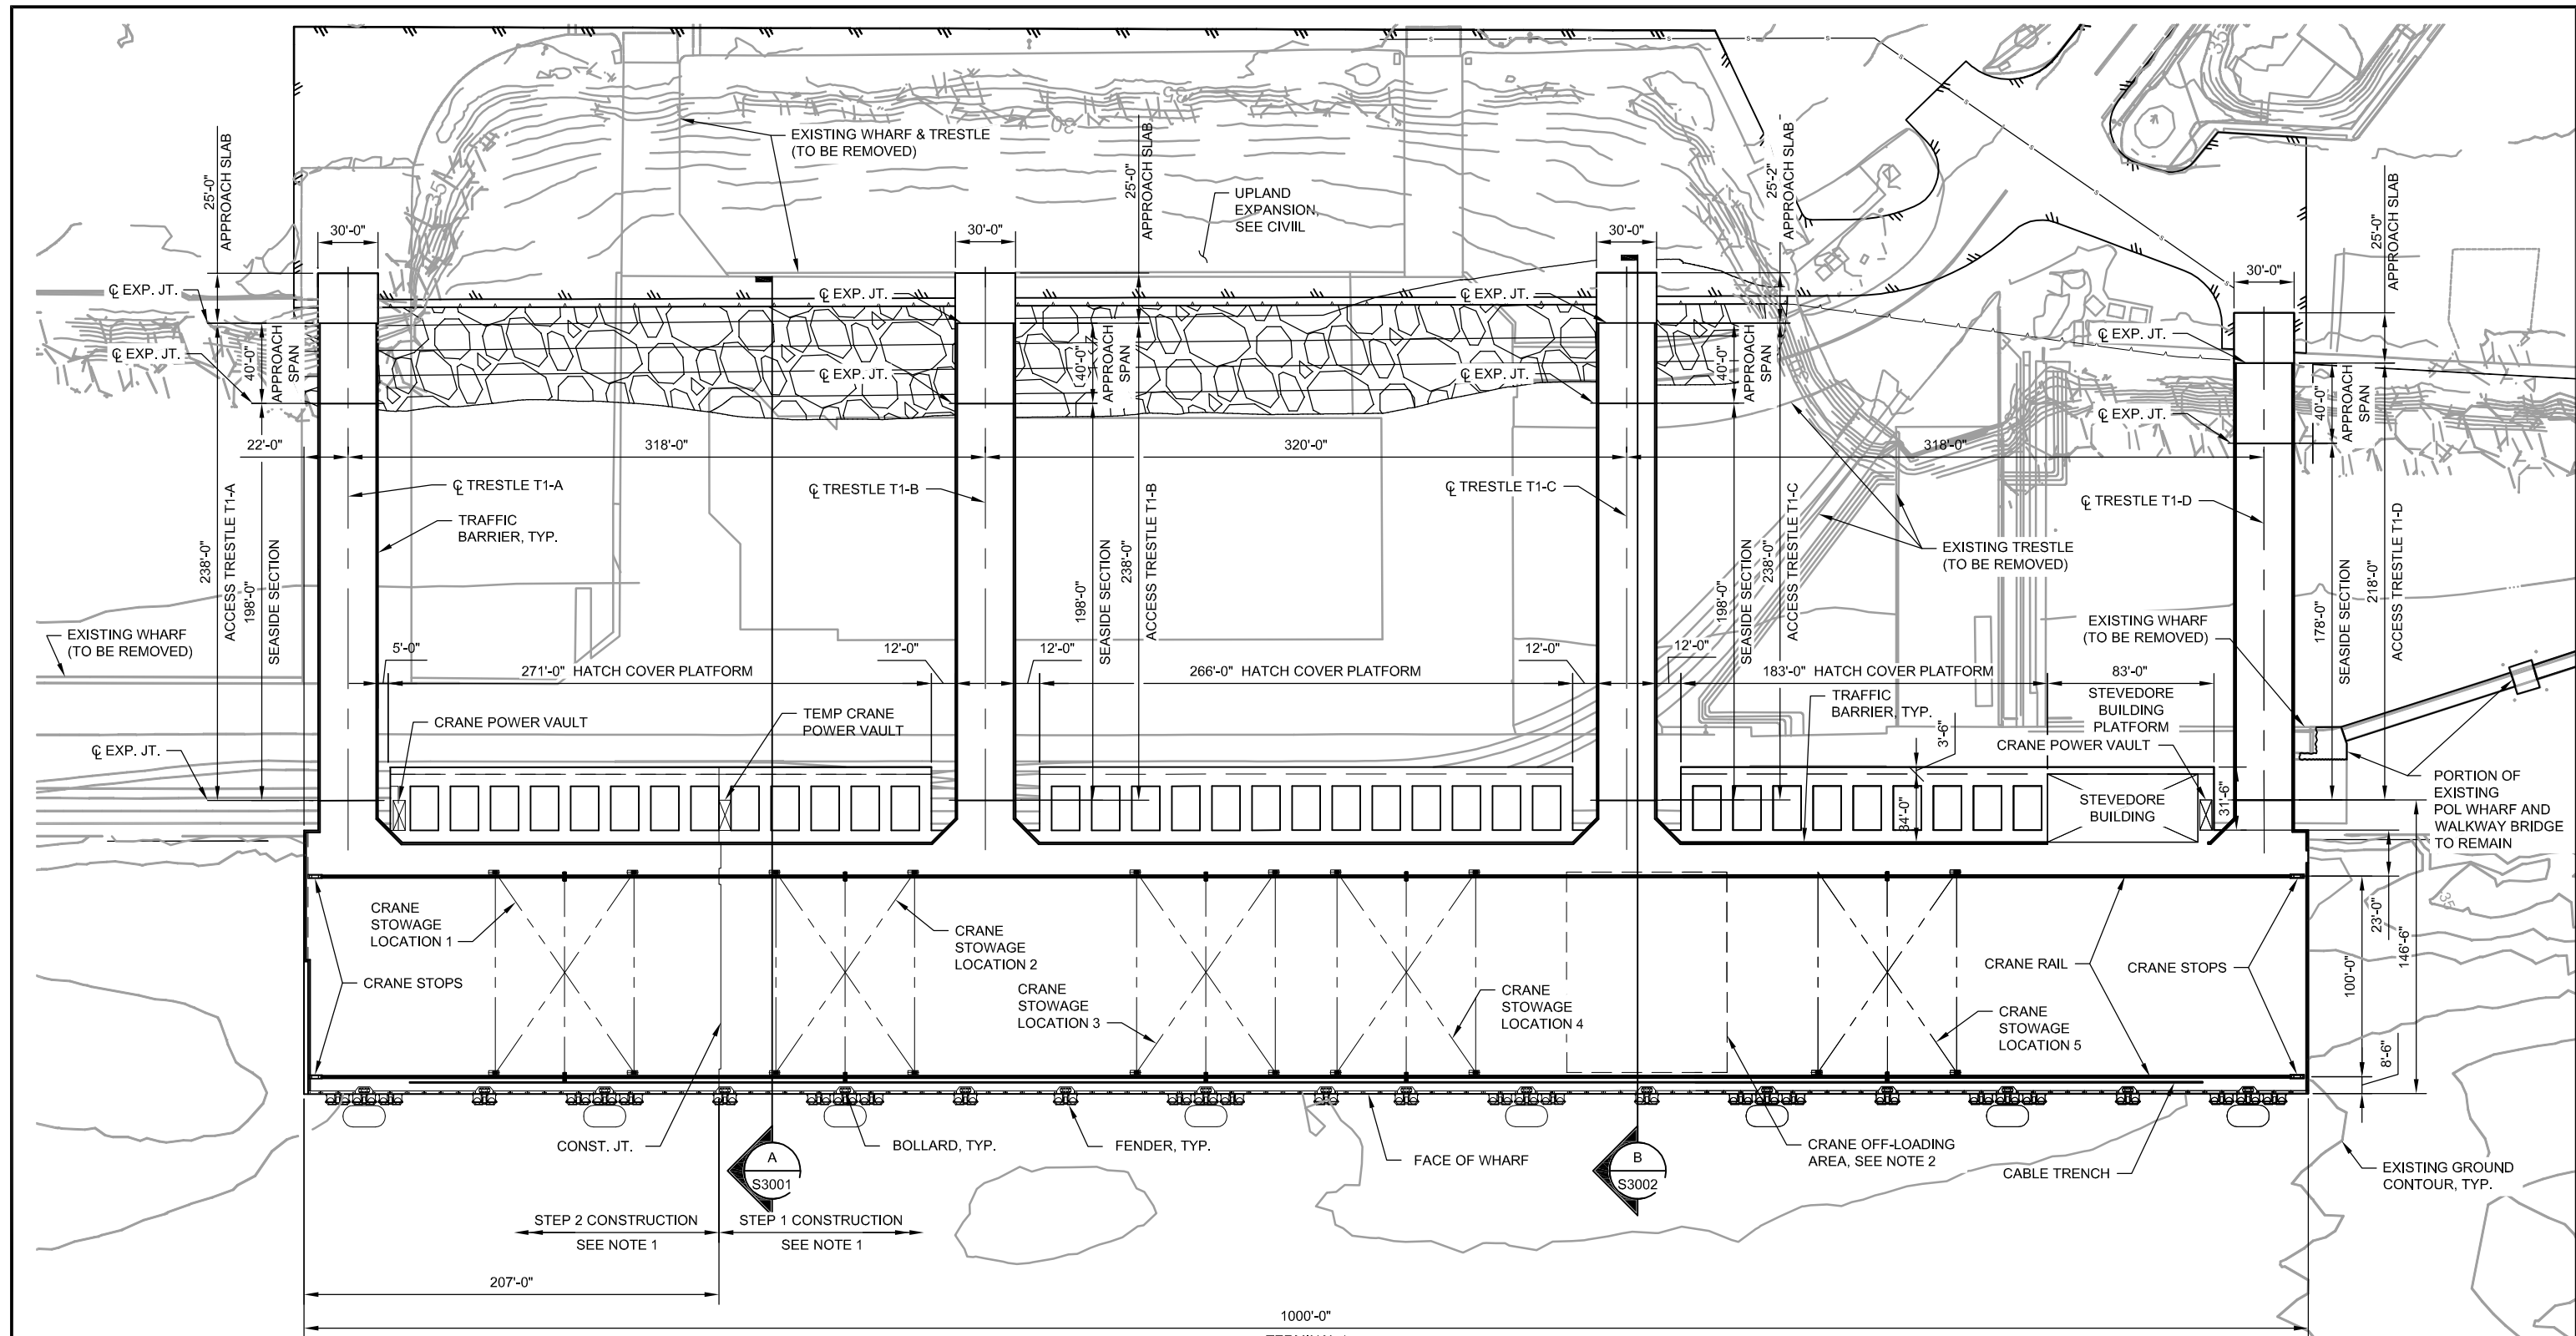 EXISTING WHARF & TRESTLE
(TO BE REMOVED)
UPLAND
EXPANSION,
SEE CIVIIL
25'-0"
APPROACH SLAB
25'-0"
APPROACH SLAB
25'-2"
APPROACH SLAB
25'-0"
APPROACH SLAB
30'-0"
30'-0"
30'-0"
30'-0"
35
30
35
35
35
℄ EXP. JT.
℄ EXP. JT.
℄ EXP. JT.
℄ EXP. JT.
℄ EXP. JT.
℄ EXP. JT.
℄ EXP. JT.
℄ EXP. JT.
40'-0"
APPROACH
SPAN
40'-0"
APPROACH
SPAN
40'-0"
APPROACH
SPAN
40'-0"
APPROACH
SPAN
22'-0"
318'-0"
320'-0"
318'-0"
℄ TRESTLE T1-A
℄ TRESTLE T1-B
℄ TRESTLE T1-C
℄ TRESTLE T1-D
TRAFFIC
BARRIER, TYP.
238'-0"
ACCESS TRESTLE T1-A
198'-0"
SEASIDE SECTION
198'-0"
SEASIDE SECTION
238'-0"
ACCESS TRESTLE T1-B
198'-0"
SEASIDE SECTION
238'-0"
ACCESS TRESTLE T1-C
178'-0"
SEASIDE SECTION
218'-0"
ACCESS TRESTLE T1-D
EXISTING TRESTLE
(TO BE REMOVED)
EXISTING WHARF
(TO BE REMOVED)
EXISTING WHARF
(TO BE REMOVED)
5'-0"
271'-0" HATCH COVER PLATFORM
12'-0"
12'-0"
266'-0" HATCH COVER PLATFORM
12'-0"
12'-0"
183'-0" HATCH COVER PLATFORM
83'-0"
STEVEDORE
BUILDING
PLATFORM
TRAFFIC
BARRIER, TYP.
3'-6"
CRANE POWER VAULT
TEMP CRANE
POWER VAULT
CRANE POWER VAULT
℄ EXP. JT.
34'-0"
31'-6"
STEVEDORE
BUILDING
PORTION OF
EXISTING
POL WHARF AND
WALKWAY BRIDGE
TO REMAIN
CRANE
STOWAGE
LOCATION 1
CRANE
STOWAGE
LOCATION 2
CRANE
STOWAGE
LOCATION 3
CRANE
STOWAGE
LOCATION 4
CRANE
STOWAGE
LOCATION 5
CRANE STOPS
CRANE RAIL
CRANE STOPS
23'-0"
146'-6"
100'-0"
8'-6"
CONST. JT.
A
S3001
BOLLARD, TYP.
FENDER, TYP.
FACE OF WHARF
B
S3002
CRANE OFF-LOADING
AREA, SEE NOTE 2
CABLE TRENCH
EXISTING GROUND
CONTOUR, TYP.
STEP 2 CONSTRUCTION
SEE NOTE 1
STEP 1 CONSTRUCTION
SEE NOTE 1
207'-0"
1000'-0"